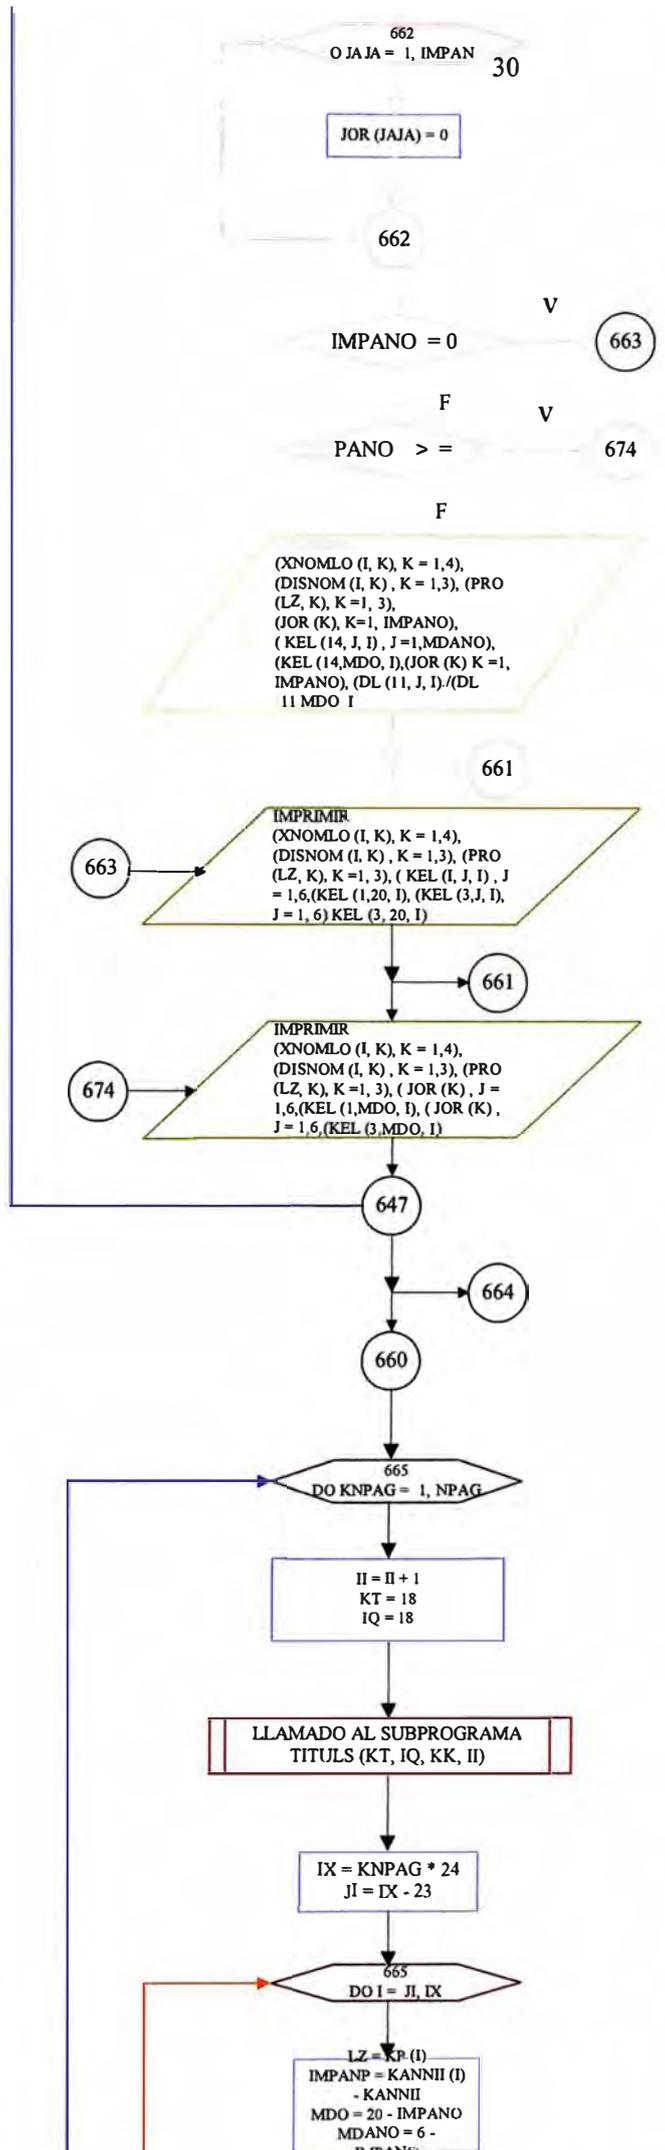 662
O JAJA = 1, IMPAN
30
JOR (JAJA) = 0
662
V
IMPANO = 0
663
F
V
PANO > =
674
F
(XNOMLO (I, K), K = 1,4),
(DISNOM (I, K) , K = 1,3), (PRO
(LZ, K), K =1, 3),
(JOR (K), K=1, IMPANO),
( KEL (14, J, I) , J =1,MDANO),
(KEL (14,MDO, I),(JOR (K) K =1,
IMPANO), (DL (11, J, I)./(DL
11 MDO I
661
IMPRIMIR
(XNOMLO (I, K), K = 1,4),
(DISNOM (I, K) , K = 1,3), (PRO
663
(LZ, K), K =1, 3), ( KEL (I, J, I) , J
= 1,6,(KEL (1,20, I), (KEL (3,J, I),
J = 1, 6) KEL (3, 20, I)
661
IMPRIMIR
(XNOMLO (I, K), K = 1,4),
(DISNOM (I, K) , K = 1,3), (PRO
674
(LZ, K), K =1, 3), ( JOR (K) , J =
1,6,(KEL (1,MDO, I), ( JOR (K) ,
J = 1,6,(KEL (3,MDO, I)
647
664
660
665
DO KNPAG = 1, NPAG
II = II + 1
KT = 18
IQ = 18
LLAMADO AL SUBPROGRAMA
TITULS (KT, IQ, KK, II)
IX = KNPAG * 24
JI = IX - 23
665
DO I = JI, IX
LZ = KP (I)
IMPANP = KANNII (I)
- KANNII
MDO = 20 - IMPANO
MDANO = 6 -